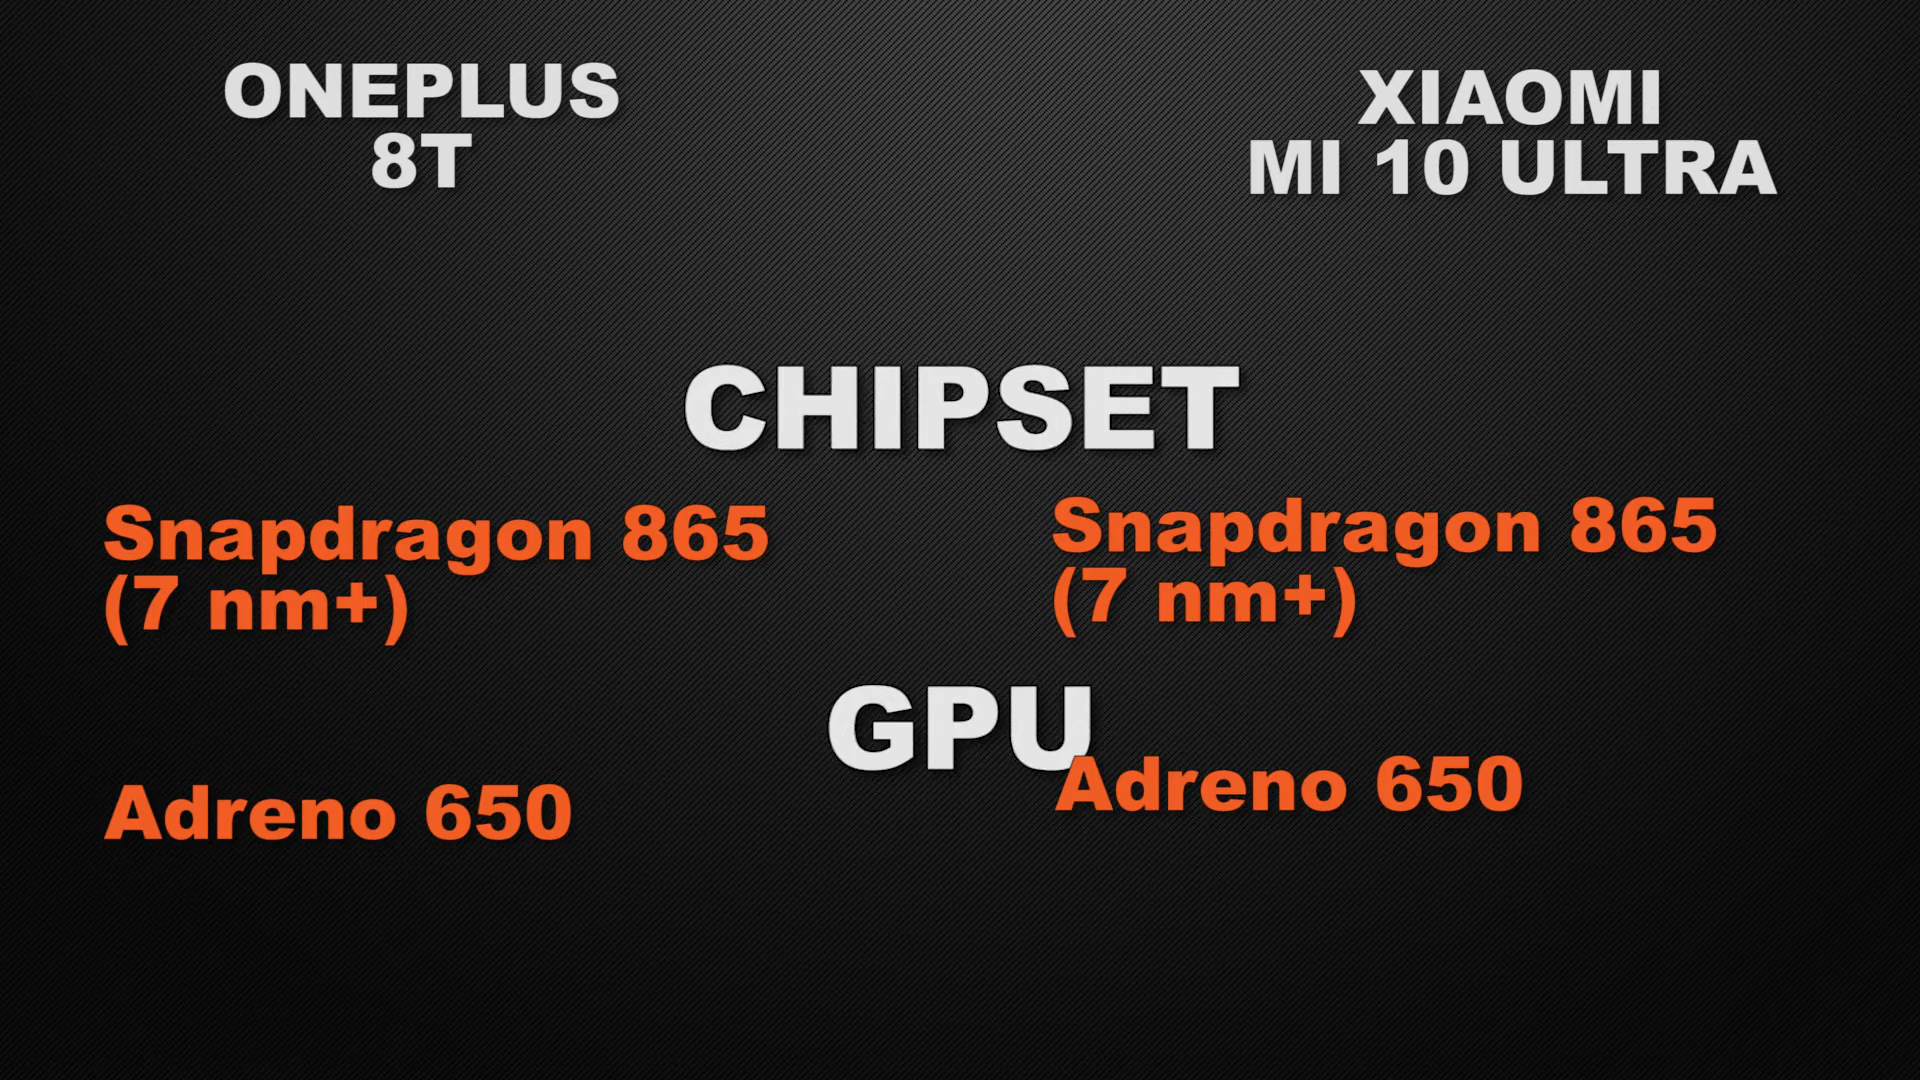 ONEPLUS
8T
XIAOMI
MI 10 ULTRA
CHIPSET
Snapdragon 865
(7 nm+)
Snapdragon 865
(7 nm+)
GPU
Adreno 650
Adreno 650